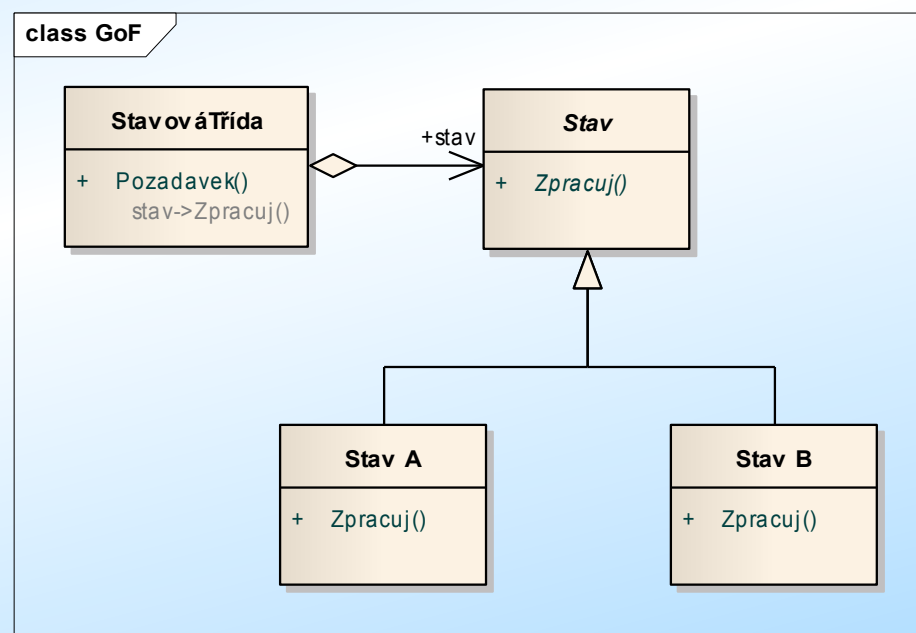 class GoF
StavováTřída
+ Pozadavek()
stav->Zpracuj()
+stav
Stav
+ Zpracuj()
Stav A
+ Zpracuj()
Stav B
+ Zpracuj()